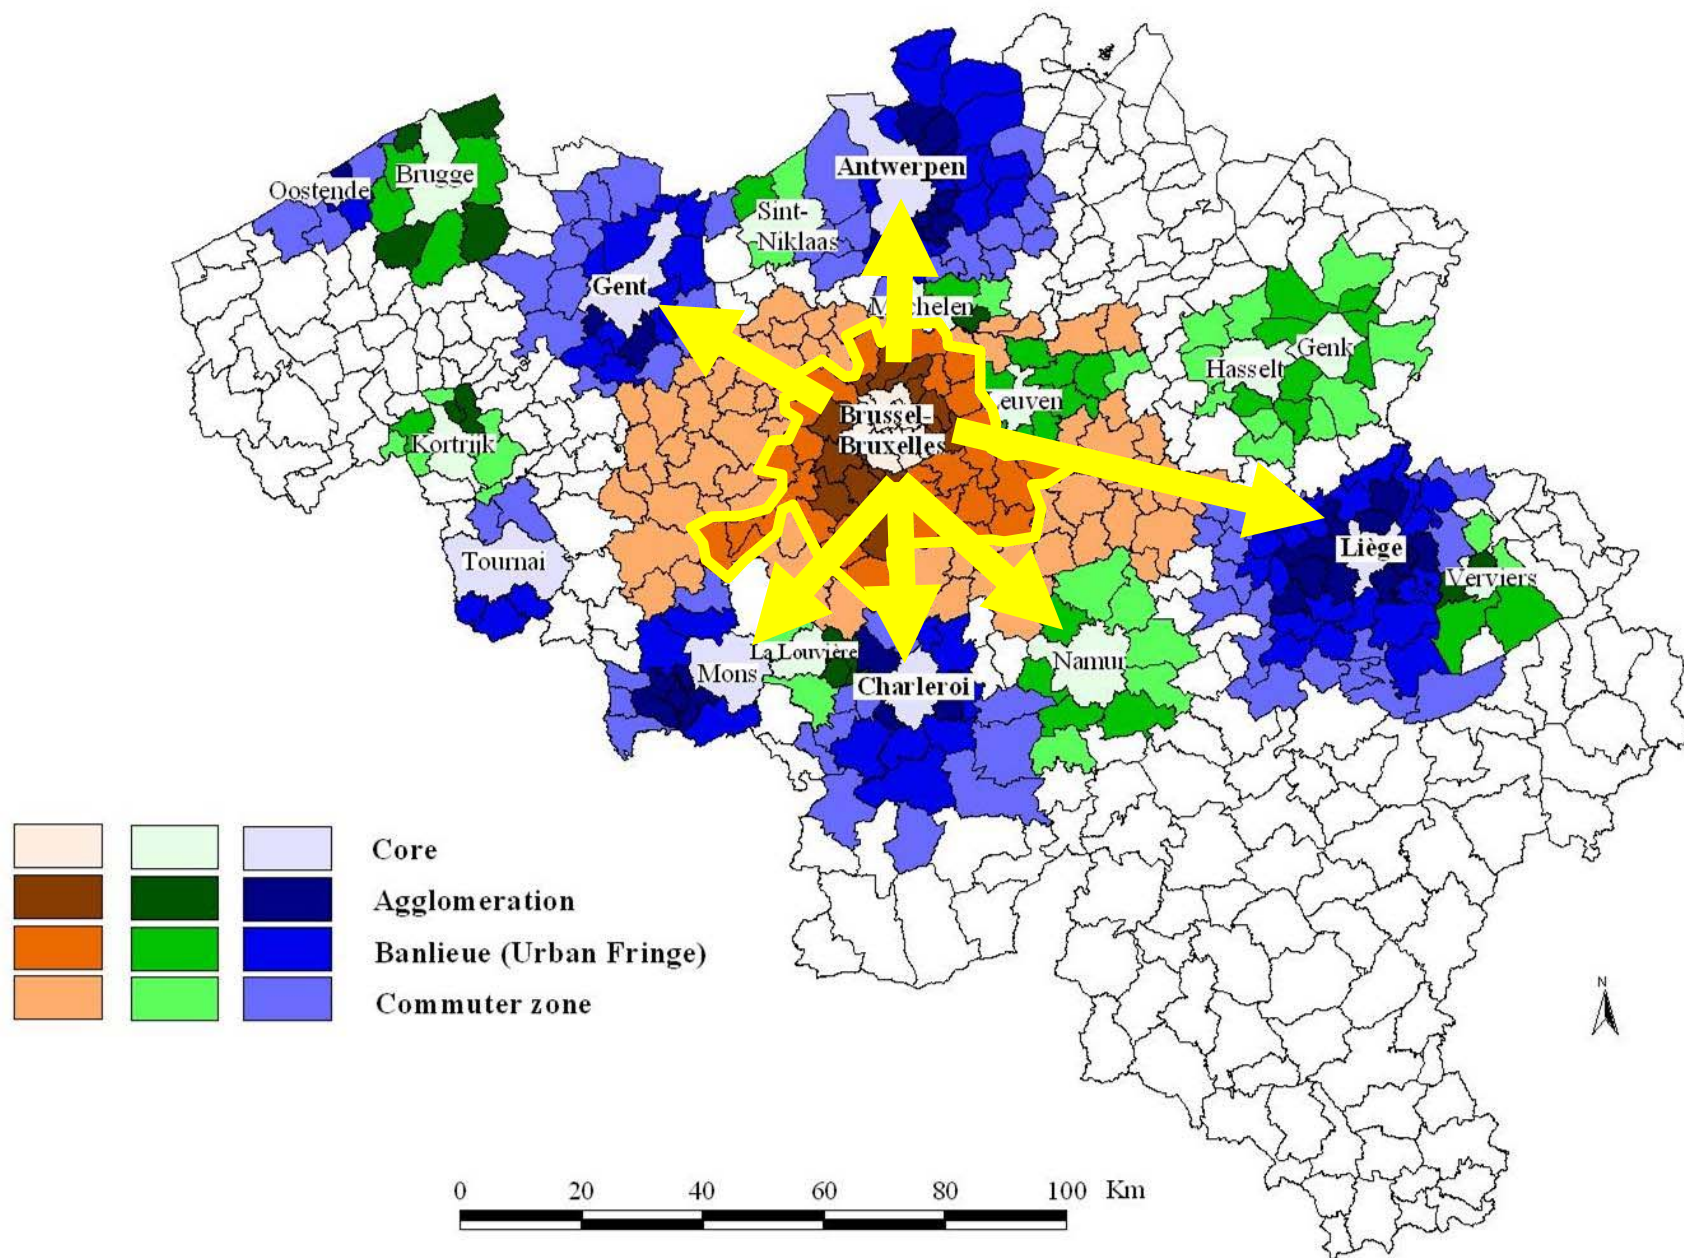 Antwerpen
Brugge
Oostende
Sint-
Niklaas
Gent
Mechelen
Genk
Hasselt
Leuven
Brussel-
Bruxelles
Kortrijk
Liège
Tournai
Verviers
La Louvière
Namur
Mons
Charleroi
Core
Agglomeration
Banlieue (Urban Fringe)
Commuter zone
N
0 20 40 60 80 100 Km